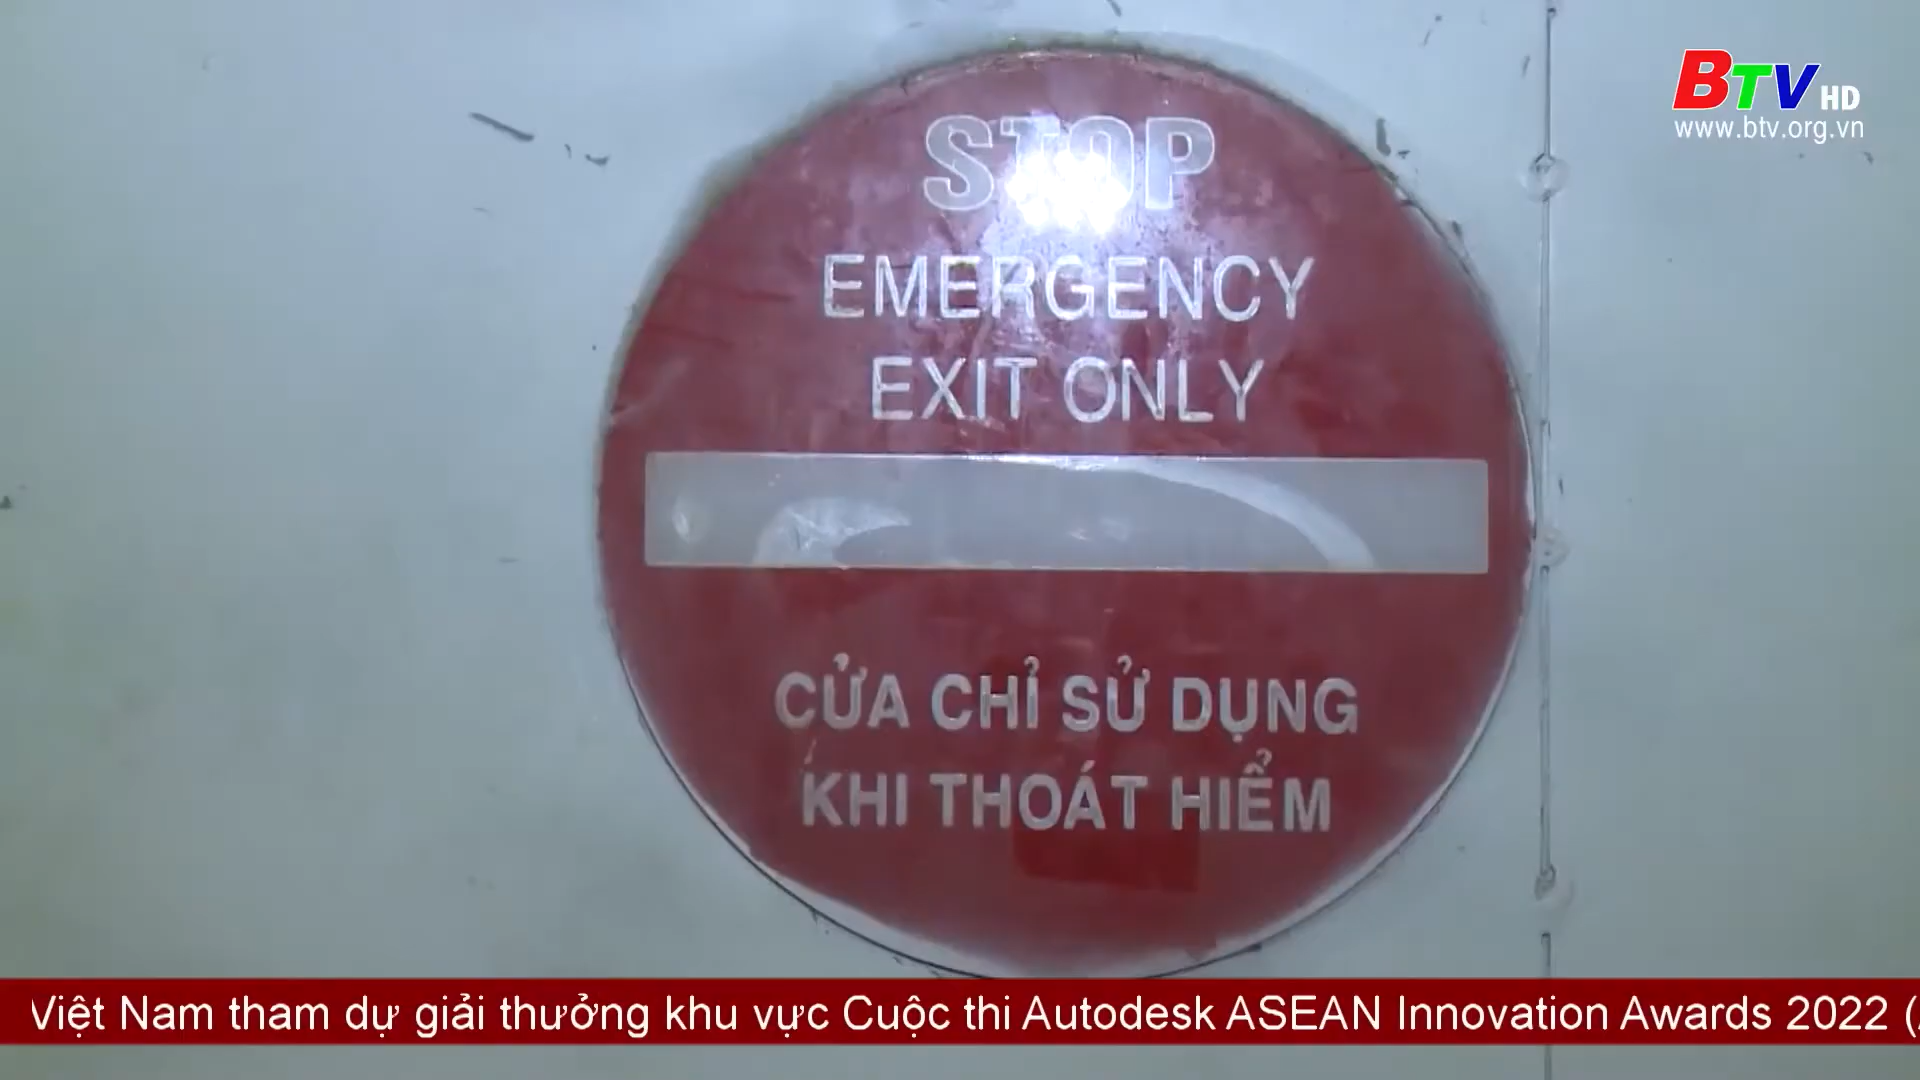 BTV HD
www.btv.org.vn
STOP
EMERGENCY
EXIT ONLY
CỬA CHỈ SỬ DỤNG
KHI THOÁT HIỂM
Việt Nam tham dự giải thưởng khu vực Cuộc thi Autodesk ASEAN Innovation Awards 2022 (